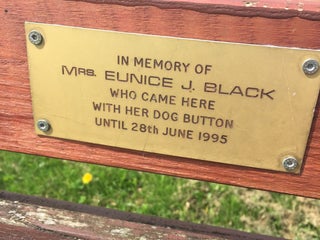 IN MEMORY OF
MRS. EUNICE J. BLACK
WHO CAME HERE
WITH HER DOG BUTTON
UNTIL 28th JUNE 1995